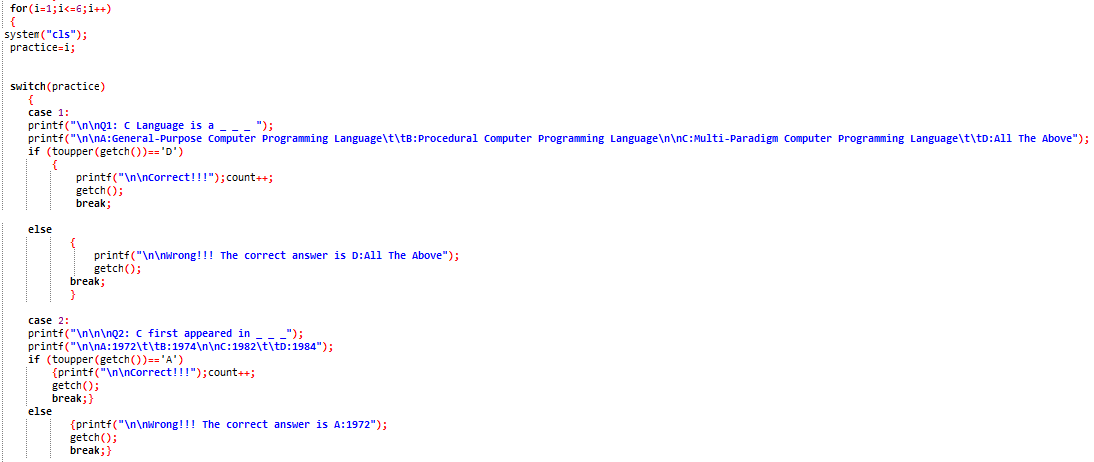 for(i=1;i<=6;i++)
{
system("cls");
practice=i;
switch(practice)
{
case 1:
printf("\n\nQ1: C Language is a _ _ _ ");
printf("\n\nA:General-Purpose Computer Programming Language\t\tB:Procedural Computer Programming Language\n\nC:Multi-Paradigm Computer Programming Language\t\tD:All The Above");
if (toupper(getch())=='D')
{
printf("\n\nCorrect!!!");count++;
getch();
break;
else
{
printf("\n\nWrong!!! The correct answer is D:All The Above");
getch();
break;
}
case 2:
printf("\n\n\nQ2: C first appeared in _ _ _");
printf("\n\nA:1972\t\tB:1974\n\nC:1982\t\tD:1984");
if (toupper(getch())=='A')
{printf("\n\nCorrect!!!");count++;
getch();
break;}
else
{printf("\n\nWrong!!! The correct answer is A:1972");
getch();
break;}